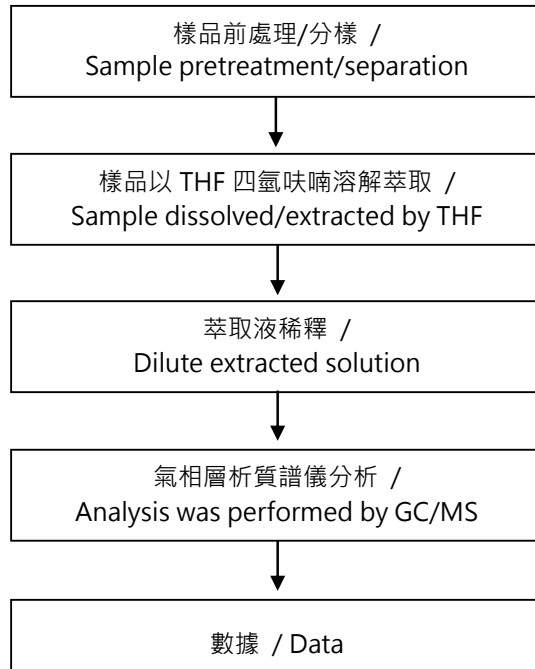 樣品前處理/分樣 /
Sample pretreatment/separation
樣品以 THF 四氫呋喃溶解萃取 /
Sample dissolved/extracted by THF
萃取液稀釋 /
Dilute extracted solution
氣相層析質譜儀分析 /
Analysis was performed by GC/MS
數據 / Data